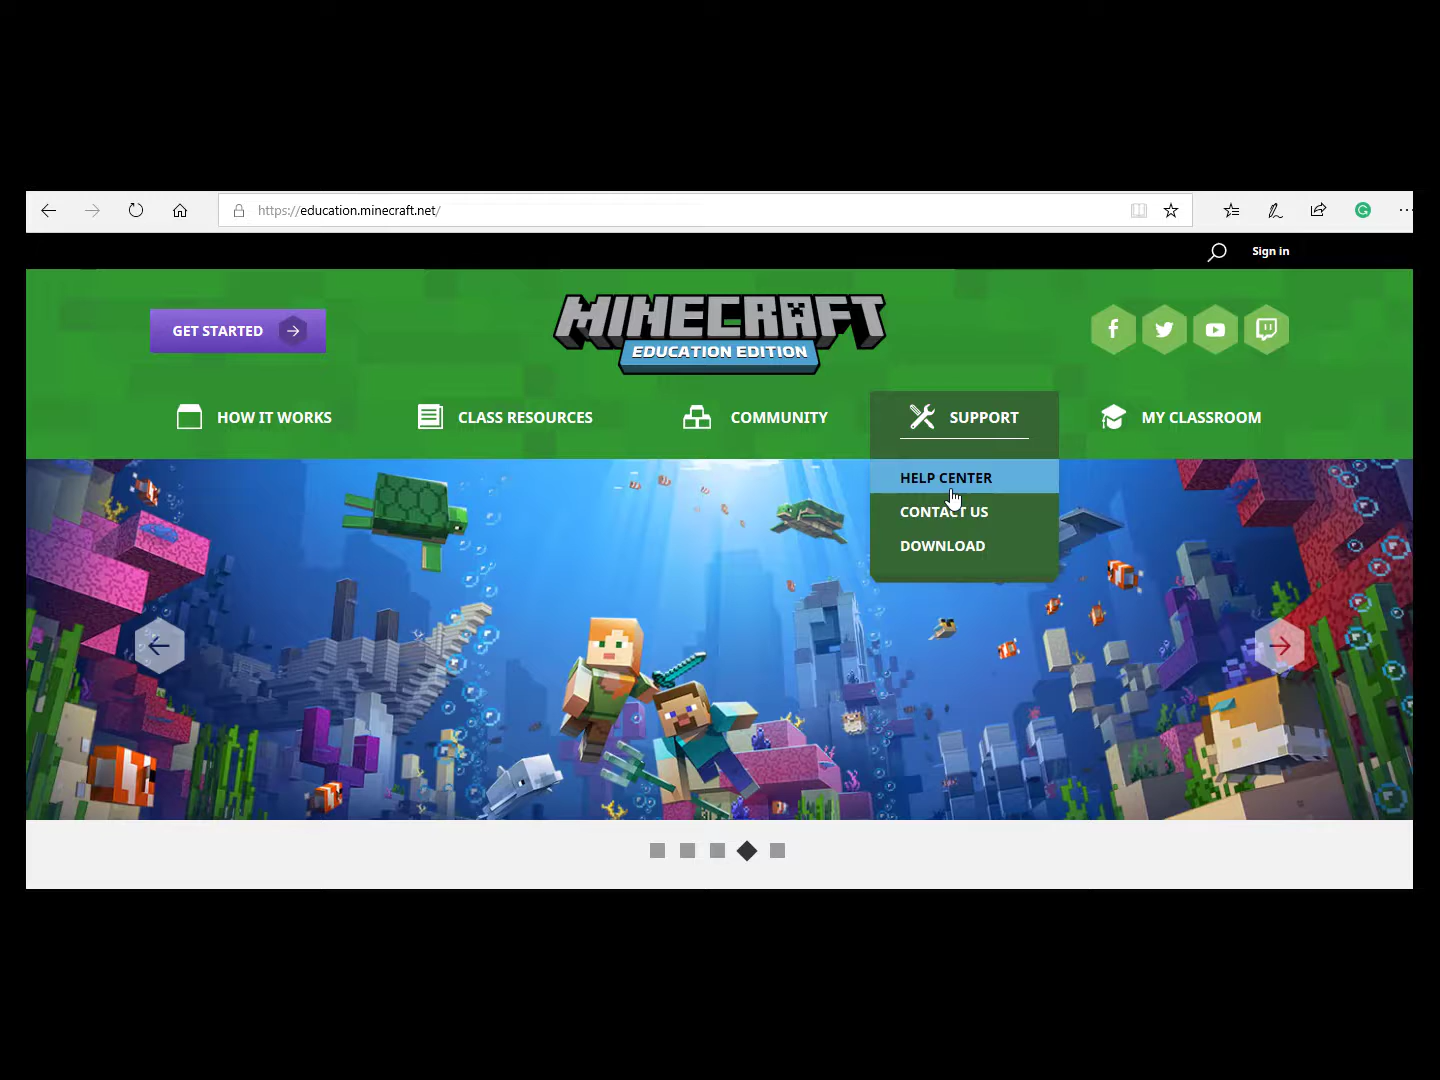 https://education.minecraft.net/
Sign in
GET STARTED
MINECRAFT
EDUCATION EDITION
HOW IT WORKS
CLASS RESOURCES
COMMUNITY
SUPPORT
MY CLASSROOM
HELP CENTER
CONTACT US
DOWNLOAD